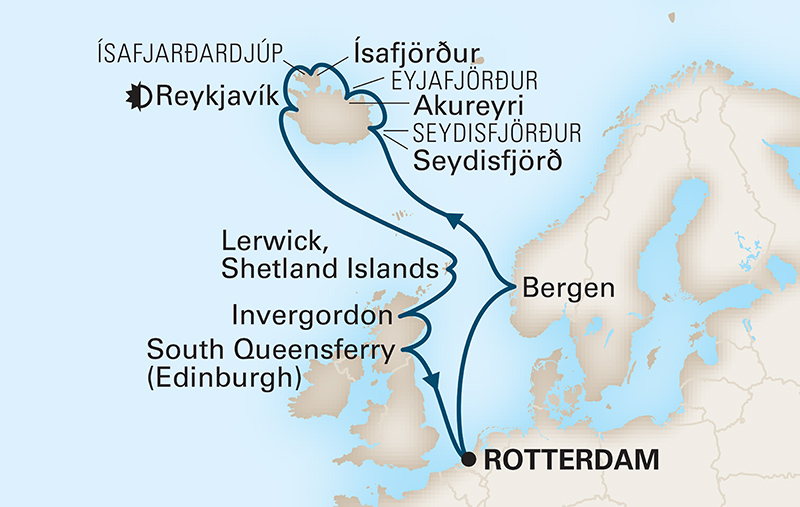 ÍSAFJARÐARDJÚP
Ísafjörður
EYJAFJÖRÐUR
Reykjavík
Akureyri
SEYDISFJÖRÐUR
Seydisfjörð
Lerwick,
Shetland Islands
Bergen
Invergordon
South Queensferry
(Edinburgh)
ROTTERDAM